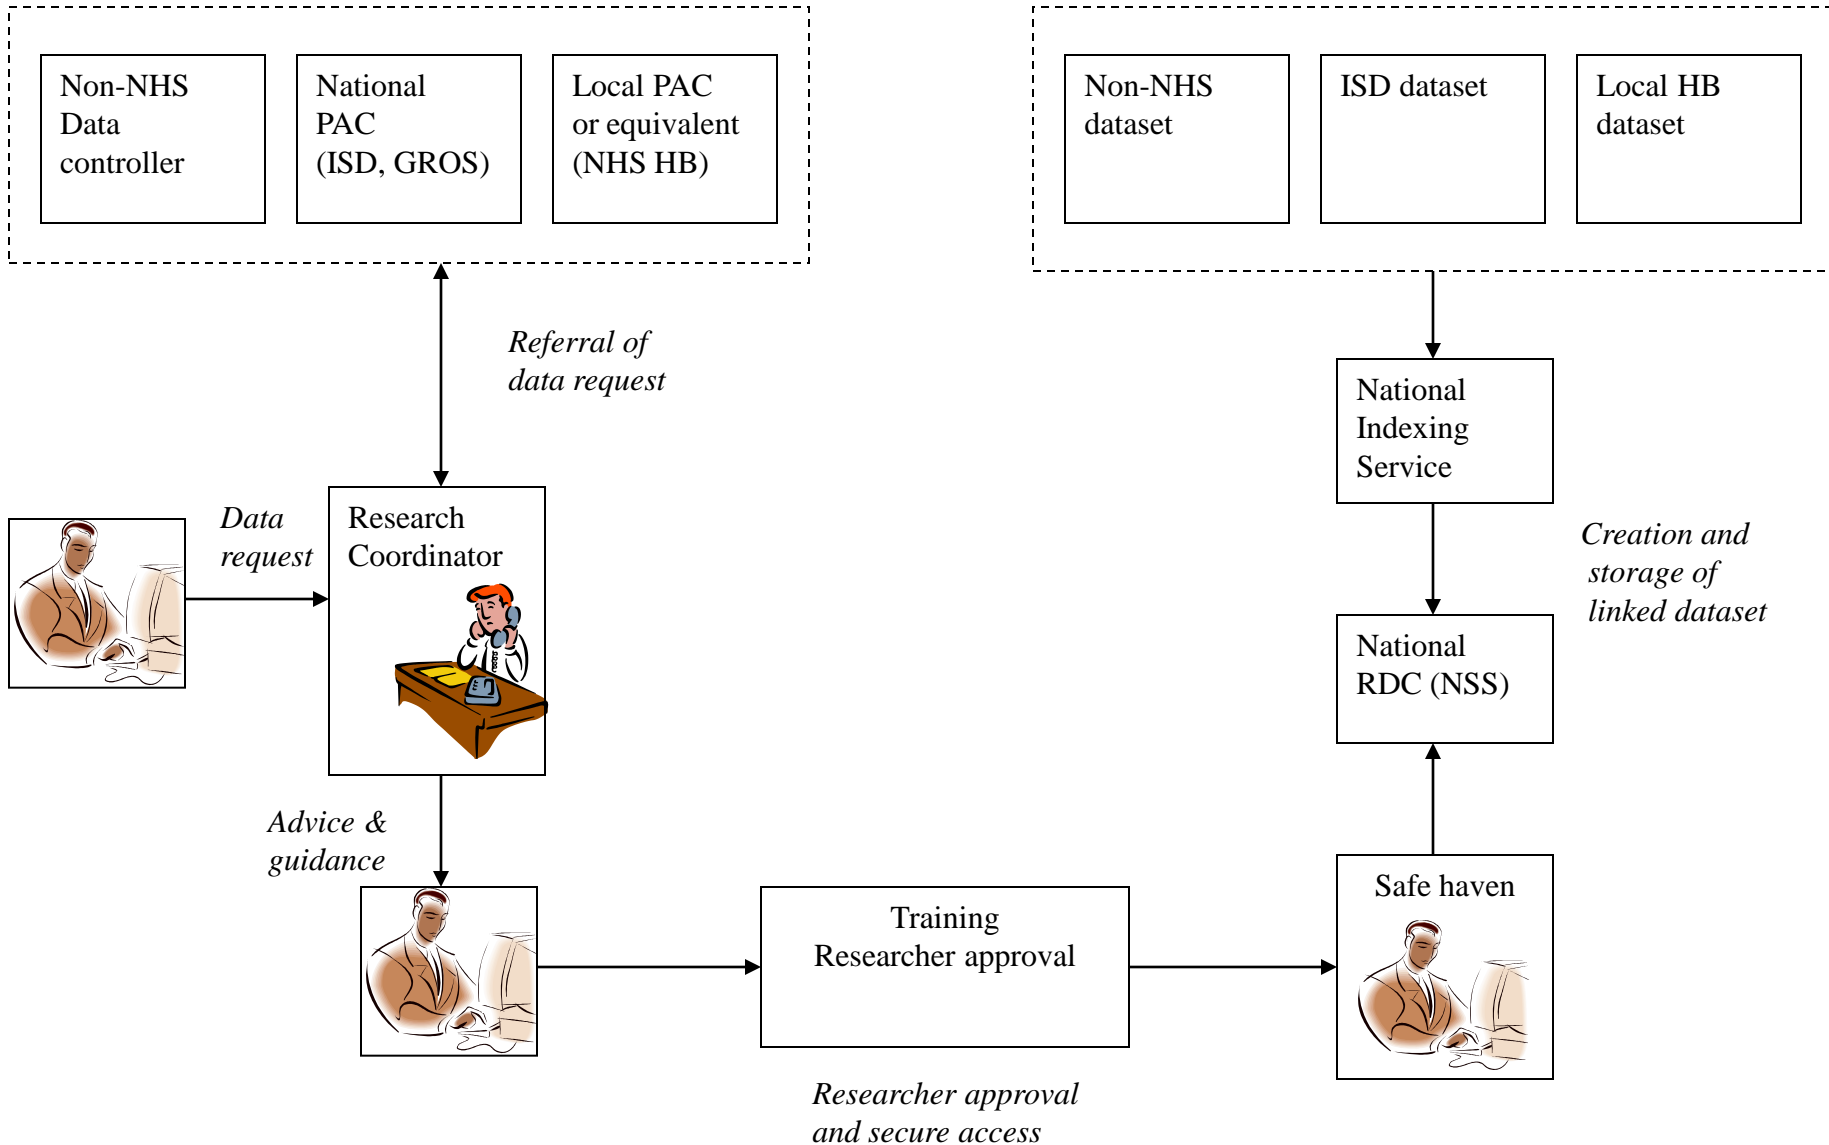 Non-NHS
Data
controller
National
PAC
(ISD, GROS)
Local PAC
or equivalent
(NHS HB)
Non-NHS
dataset
ISD dataset
Local HB
dataset
Referral of
data request
National
Indexing
Service
Data
request
Research
Coordinator
Creation and
storage of
linked dataset
National
RDC (NSS)
Advice &
guidance
Training
Researcher approval
Safe haven
Researcher approval
and secure access